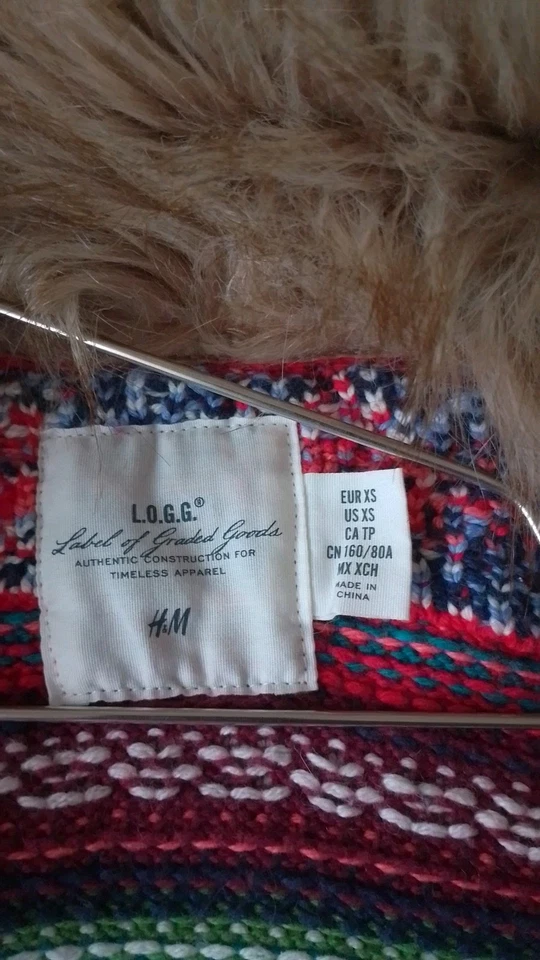 L.O.G.G.®
Label of Graded Goods
AUTHENTIC CONSTRUCTION FOR
TIMELESS APPAREL
H&M
EUR XS
US XS
CA TP
CN 160/80A
MX XCH
MADE IN
CHINA